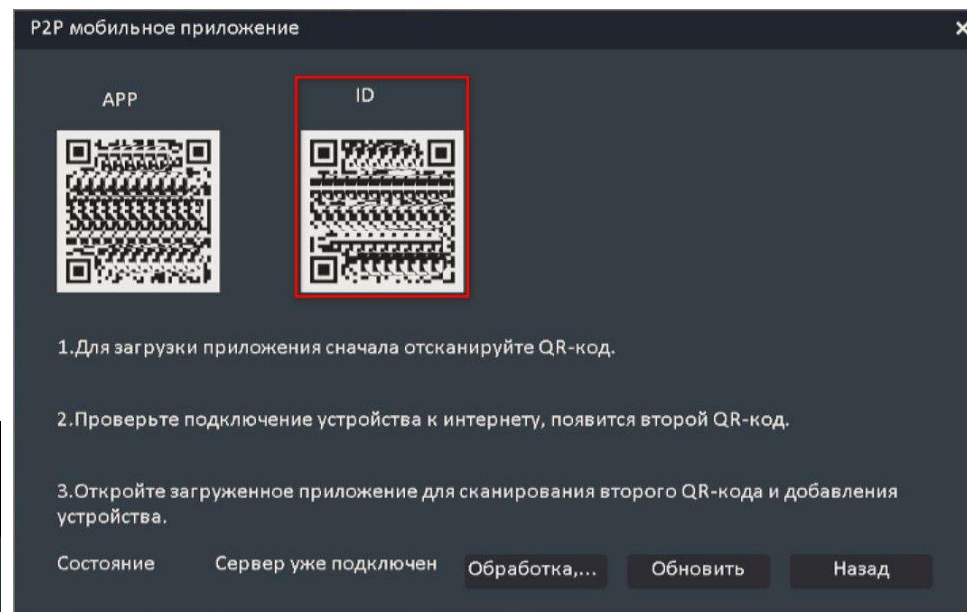 P2P мобильное приложение
APP
ID
1.Для загрузки приложения сначала отсканируйте QR-код.
2.Проверьте подключение устройства к интернету, появится второй QR-код.
3.Откройте загруженное приложение для сканирования второго QR-кода и добавления
устройства.
Состояние Сервер уже подключен Обработка,... Обновить Назад